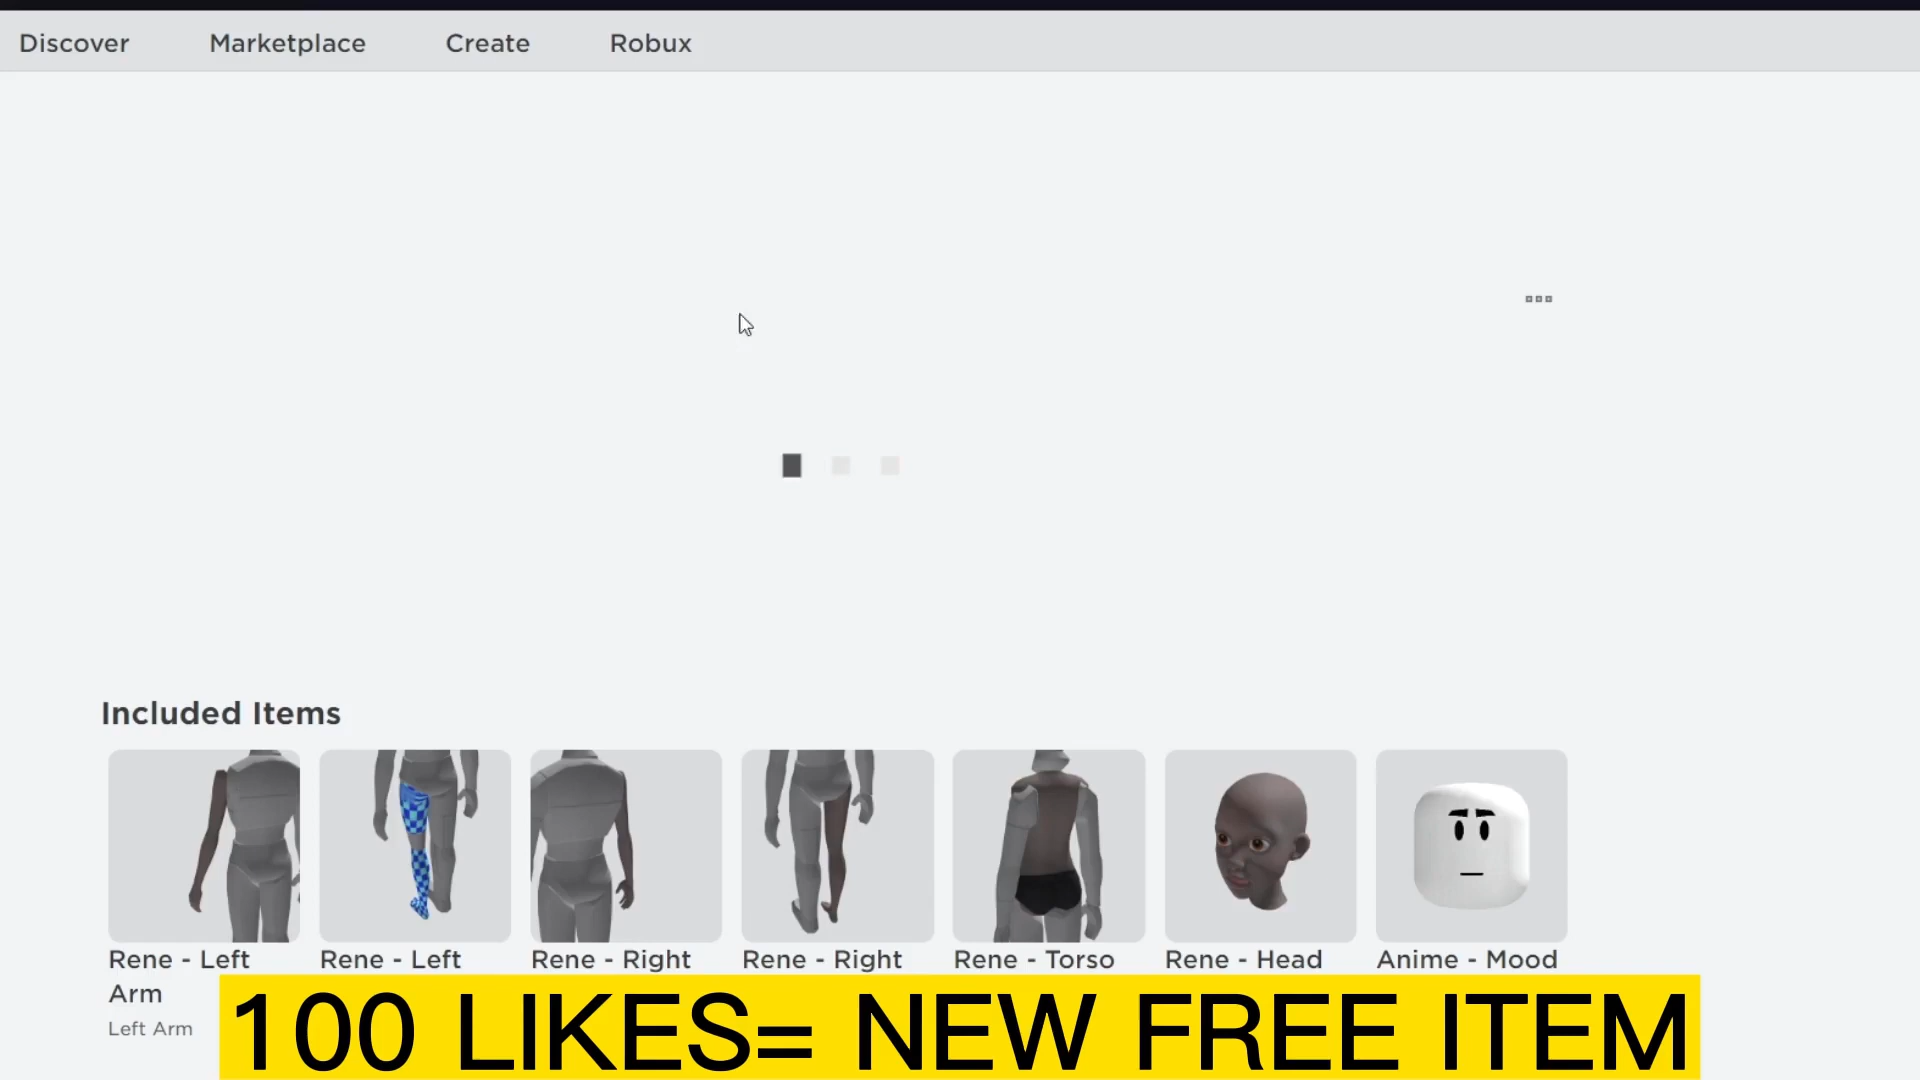 Discover Marketplace Create Robux
Included Items
Rene - Left Rene - Left Rene - Right Rene - Right Rene - Torso Rene - Head Anime - Mood
Arm
Left Arm
100 LIKES= NEW FREE ITEM